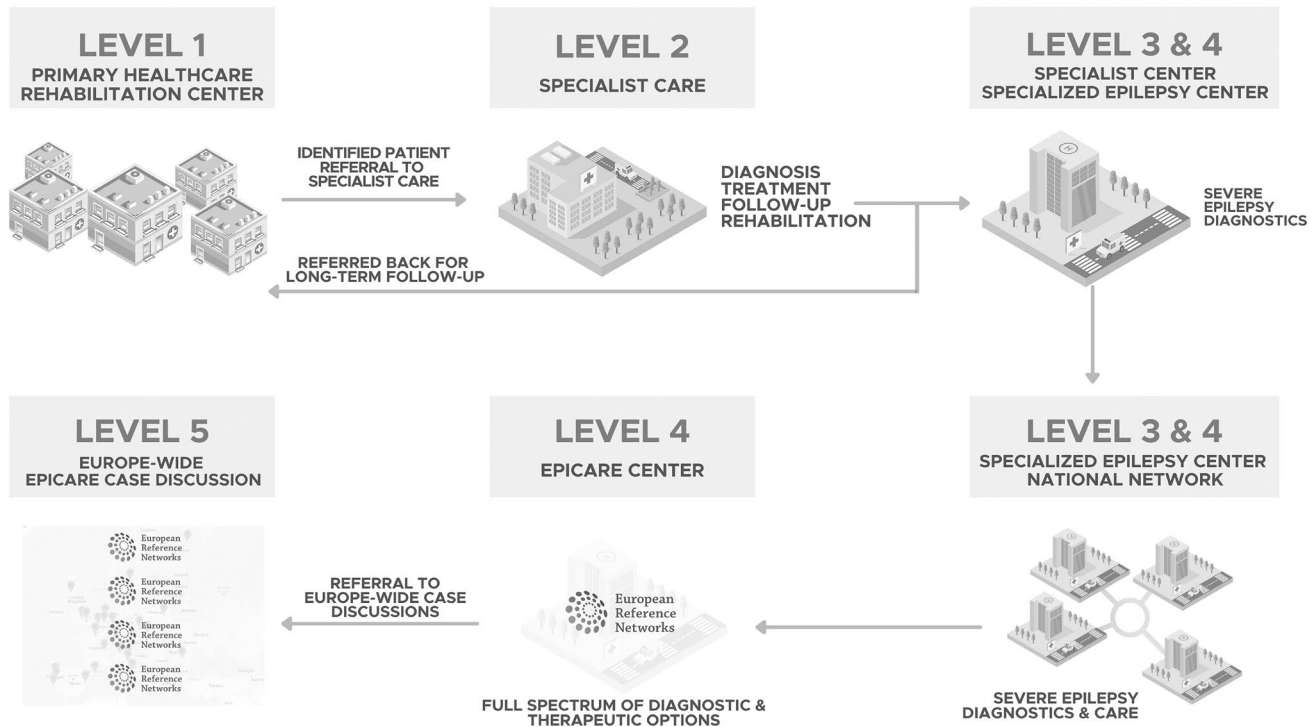 LEVEL 1
PRIMARY HEALTHCARE
REHABILITATION CENTER
LEVEL 2
SPECIALIST CARE
LEVEL 3 & 4
SPECIALIST CENTER
SPECIALIZED EPILEPSY CENTER
IDENTIFIED PATIENT
REFERRAL TO
SPECIALIST CARE
DIAGNOSIS
TREATMENT
FOLLOW-UP
REHABILITATION
H
SEVERE
EPILEPSY
DIAGNOSTICS
REFERRED BACK FOR
LONG-TERM FOLLOW-UP
LEVEL 5
EUROPE-WIDE
EPICARE CASE DISCUSSION
LEVEL 4
EPICARE CENTER
LEVEL 3 & 4
SPECIALIZED EPILEPSY CENTER
NATIONAL NETWORK
European
Reference
Networks
European
Reference
Networks
European
Reference
Networks
European
Reference
Networks
REFERRAL TO
EUROPE-WIDE CASE
DISCUSSIONS
European
Reference
Networks
FULL SPECTRUM OF DIAGNOSTIC &
THERAPEUTIC OPTIONS
SEVERE EPILEPSY
DIAGNOSTICS & CARE